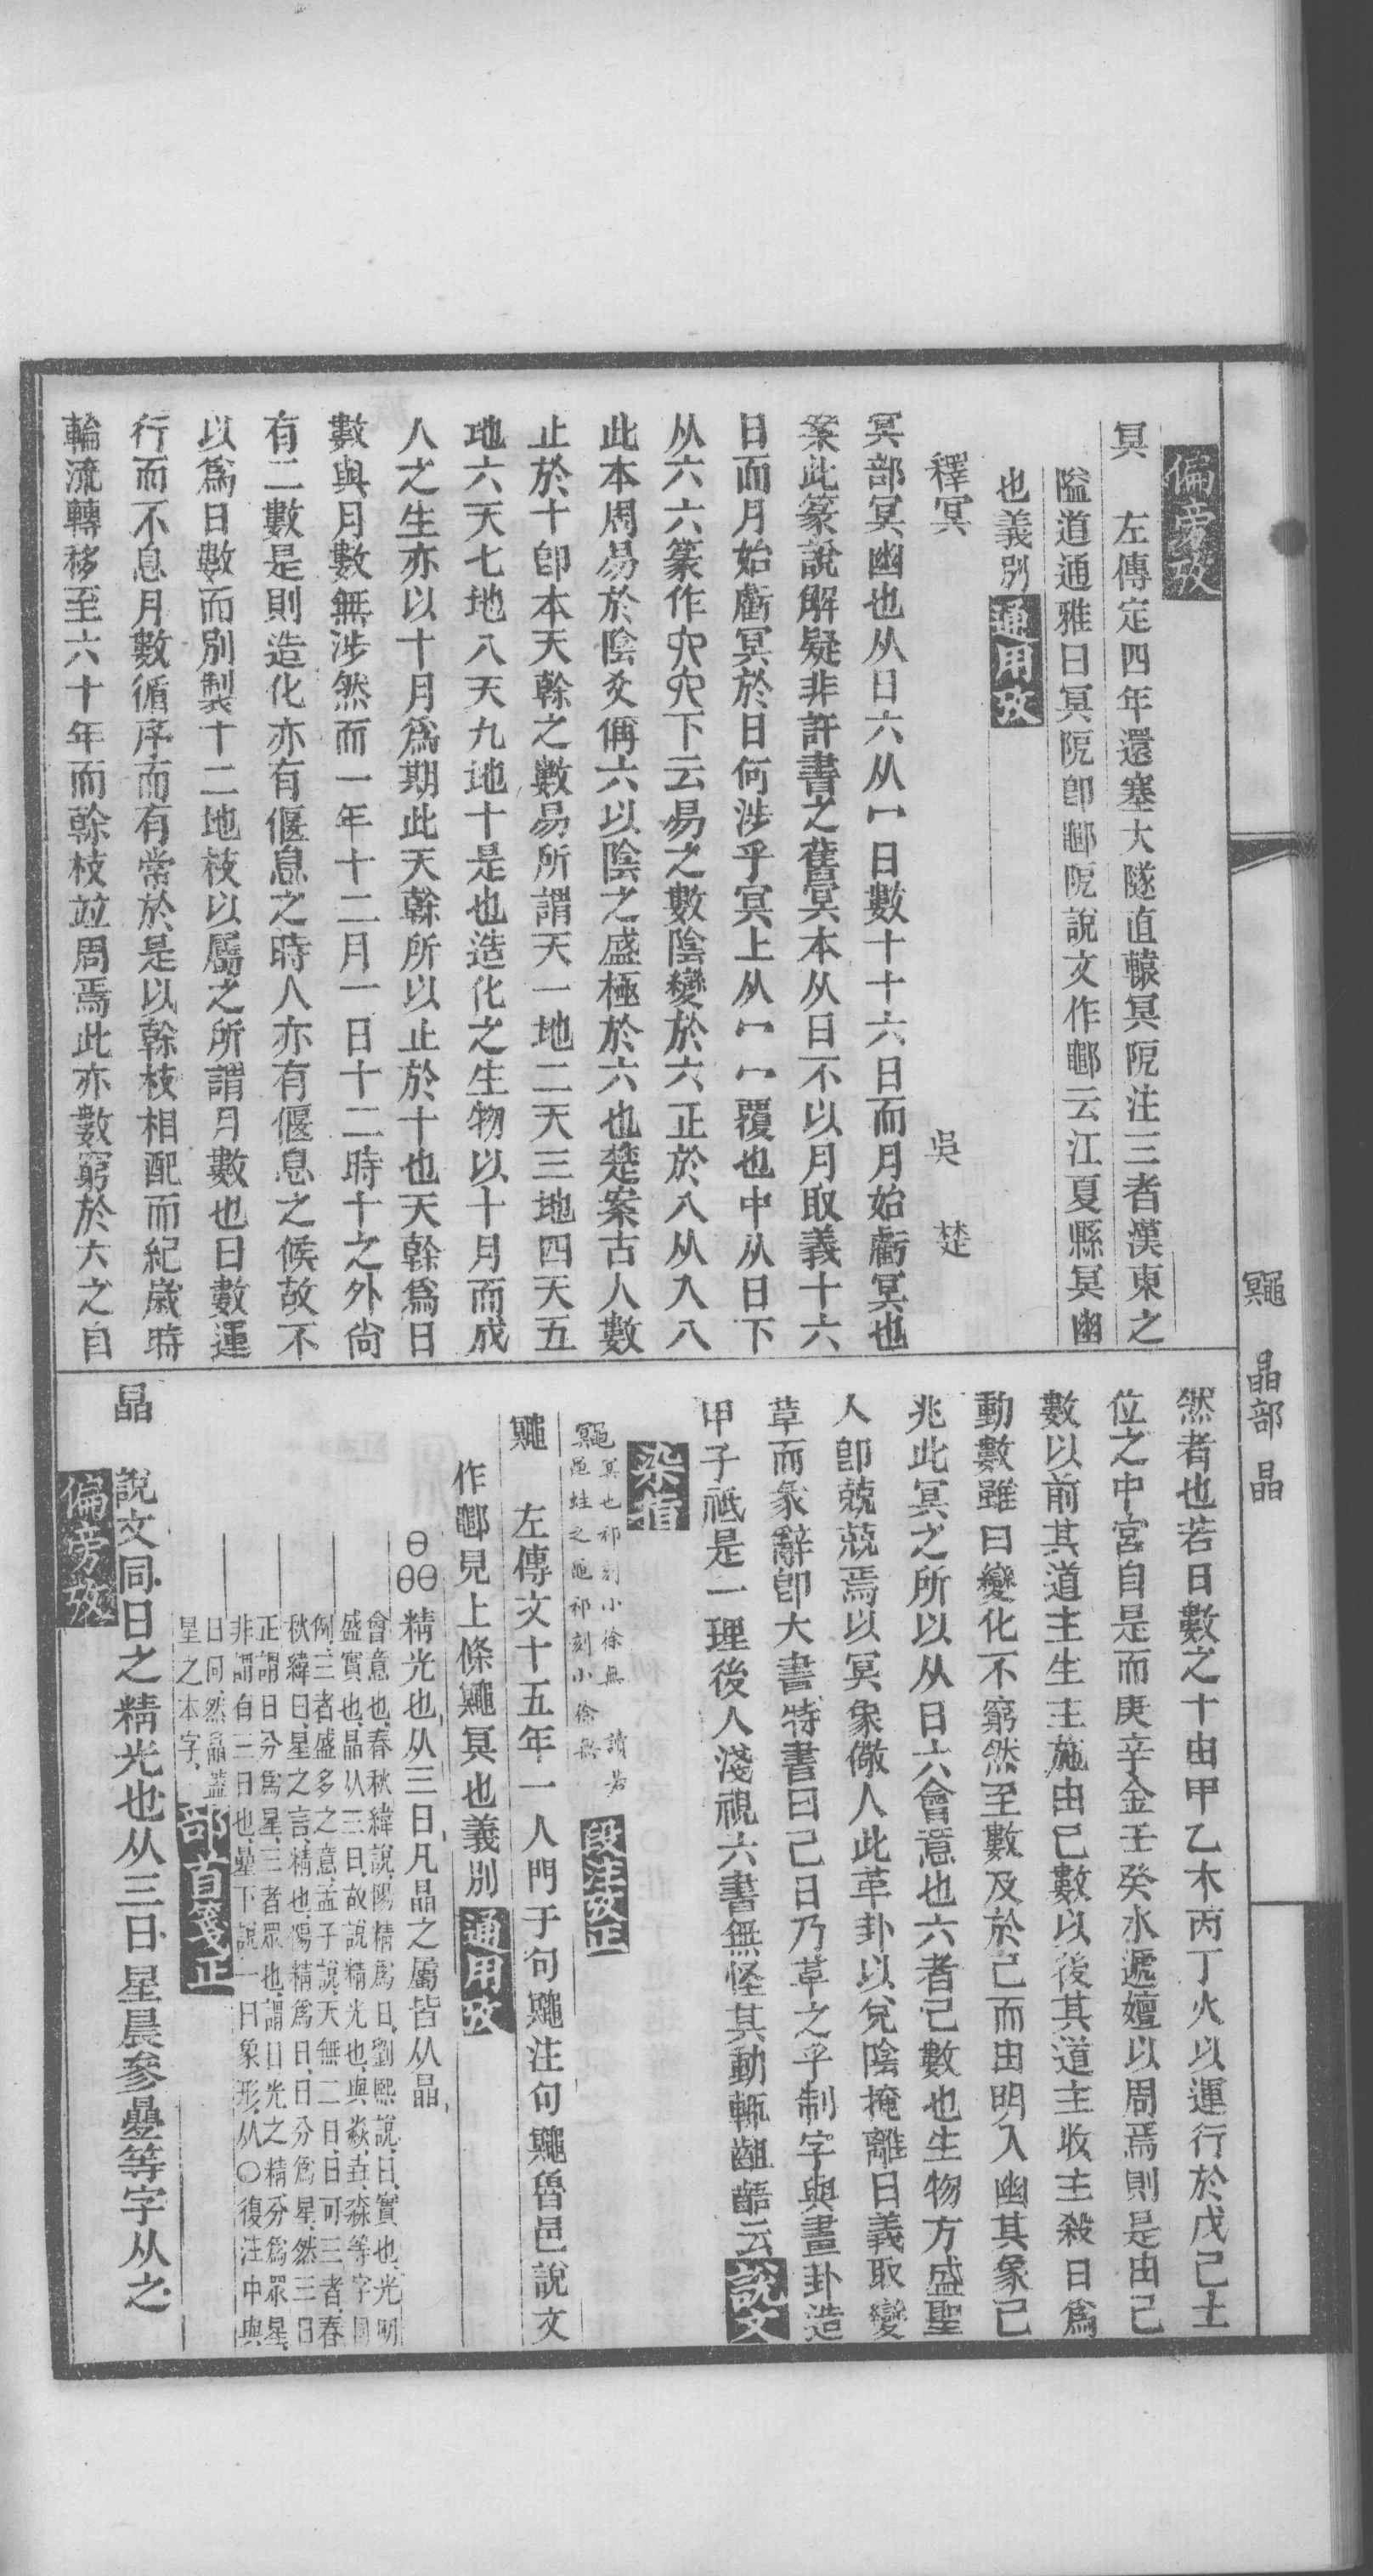 偏旁攷
冥　左傳定四年還塞大隧直轅冥阨注三者漢東之
隘道通雅曰冥阨卽鄳阨說文作鄳云江夏縣冥幽
也義別通用攷
釋冥　吳楚
冥部冥幽也从日六从冖日數十十六日而月始虧冥也
案此篆說解疑非許書之舊冥本从日不以月取義十六
日而月始虧冥於日何涉乎冥上从冖冖覆也中从日下
从六六篆作穴穴下云易之數陰變於六正於八从入八
此本周易於陰爻偁六以陰之盛極於六也楚案古人數
止於十卽本天榦之數易所謂天一地二天三地四天五
地六天七地八天九地十是也造化之生物以十月而成
人之生亦以十月爲期此天榦所以止於十也天榦爲日
數與月數無涉然而一年十二月一日十二時十之外尙
有二數是則造化亦有偃息之時人亦有偃息之候故不
以爲日數而別製十二地枝以屬之所謂月數也日數運
行而不息月數循序而有常於是以榦枝相配而紀歲時
輪流轉移至六十年而榦枝竝周焉此亦數窮於六之自
然者也若日數之十由甲乙木丙丁火以運行於戊己土
位之中宮自是而庚辛金壬癸水遞嬗以周焉則是由己
數以前其道主生主施由己數以後其道主收主殺日爲
動數雖曰變化不窮然至數及於己而由明入幽其象己
兆此冥之所以从日六會意也六者己數也生物方盛聖
人卽兢兢焉以冥象儆人此革卦以兌陰掩離日義取變
革而彖辭卽大書特書曰己日乃革之乎制字與畫卦造
甲子祇是一理後人淺視六書無怪其動輒齟齬云說文
染指
鼆冥也祁刻小徐無
黽蛙之黽祁刻小徐無　讀若
段注攷正
鼆　左傳文十五年一人門于句鼆注句鼆魯邑說文
作鄳見上條鼆冥也義別通用攷
精光也从三日凡晶之屬皆从晶
會意也春秋緯說陽精爲日劉熙說日實也光明
盛實也晶从三日故說精光也與猋垚淼等字同
例三者盛多之意孟子說天無二日日可三者春
秋緯曰星之言精也陽精爲日日分爲星然三日
正謂日分爲星三者眾也謂日光之精分爲眾星
非謂有三日也曐下說一曰象形从〇復注中與
日同然晶蓋
星之本字
部首箋正
晶　說文同日之精光也从三日星晨參曡等字从之
偏旁攷
鼆　晶部　晶